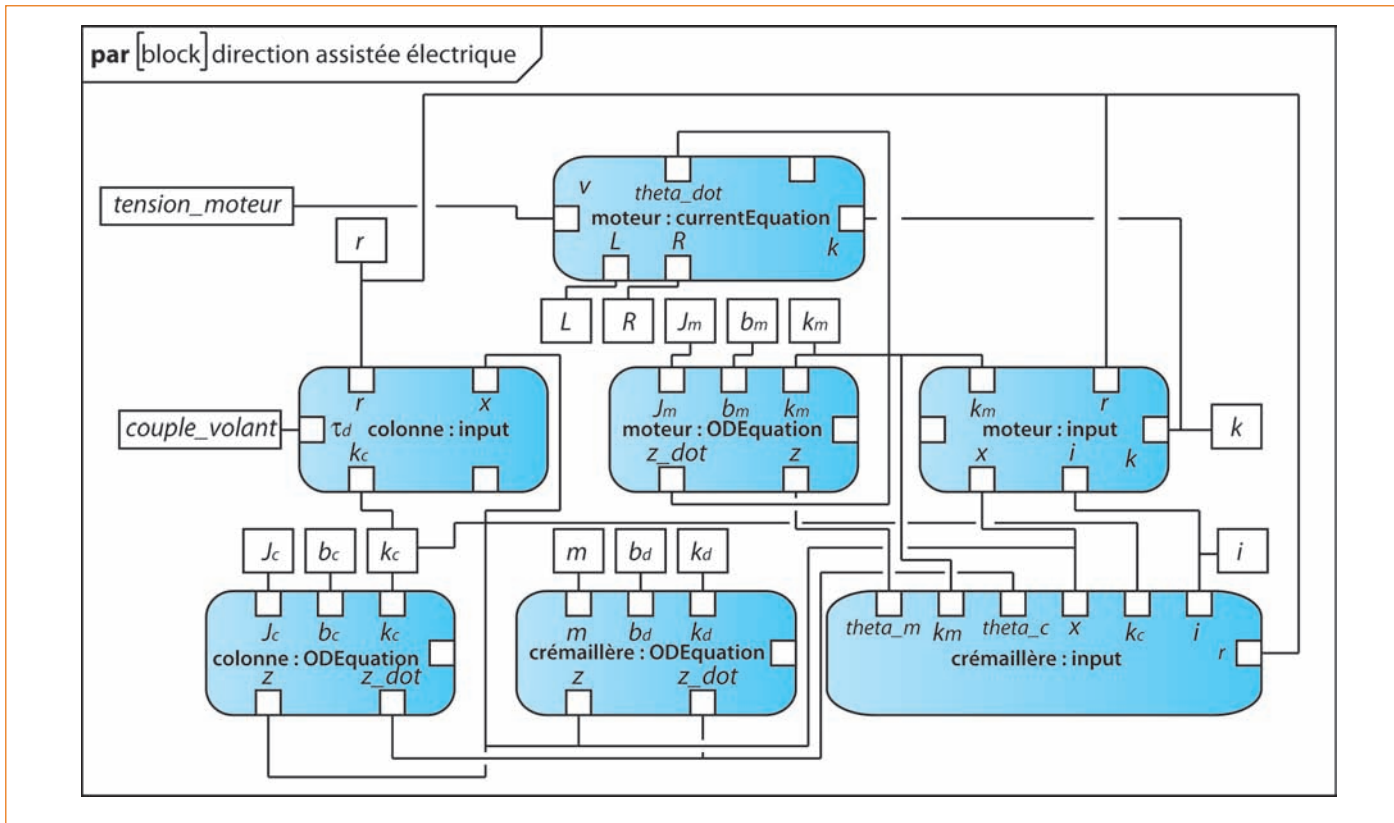 par [block] direction assistée électrique
tension_moteur
v
theta_dot
moteur : currentEquation
L R
k
r
L R Jm bm km
couple_volant
r x
τd colonne : input
kc
Jm bm km
moteur : ODEquation
z_dot z
km r
moteur : input
x i k
k
Jc bc kc
m bd kd
i
Jc bc kc
colonne : ODEquation
z z_dot
m bd kd
crémaillère : ODEquation
z z_dot
theta_m km theta_c x kc i
crémaillère : input
r